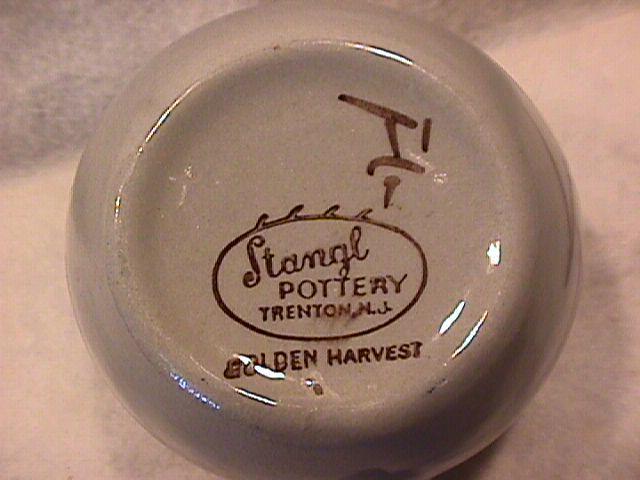 Stangl
POTTERY
TRENTON, N.J.
GOLDEN HARVEST